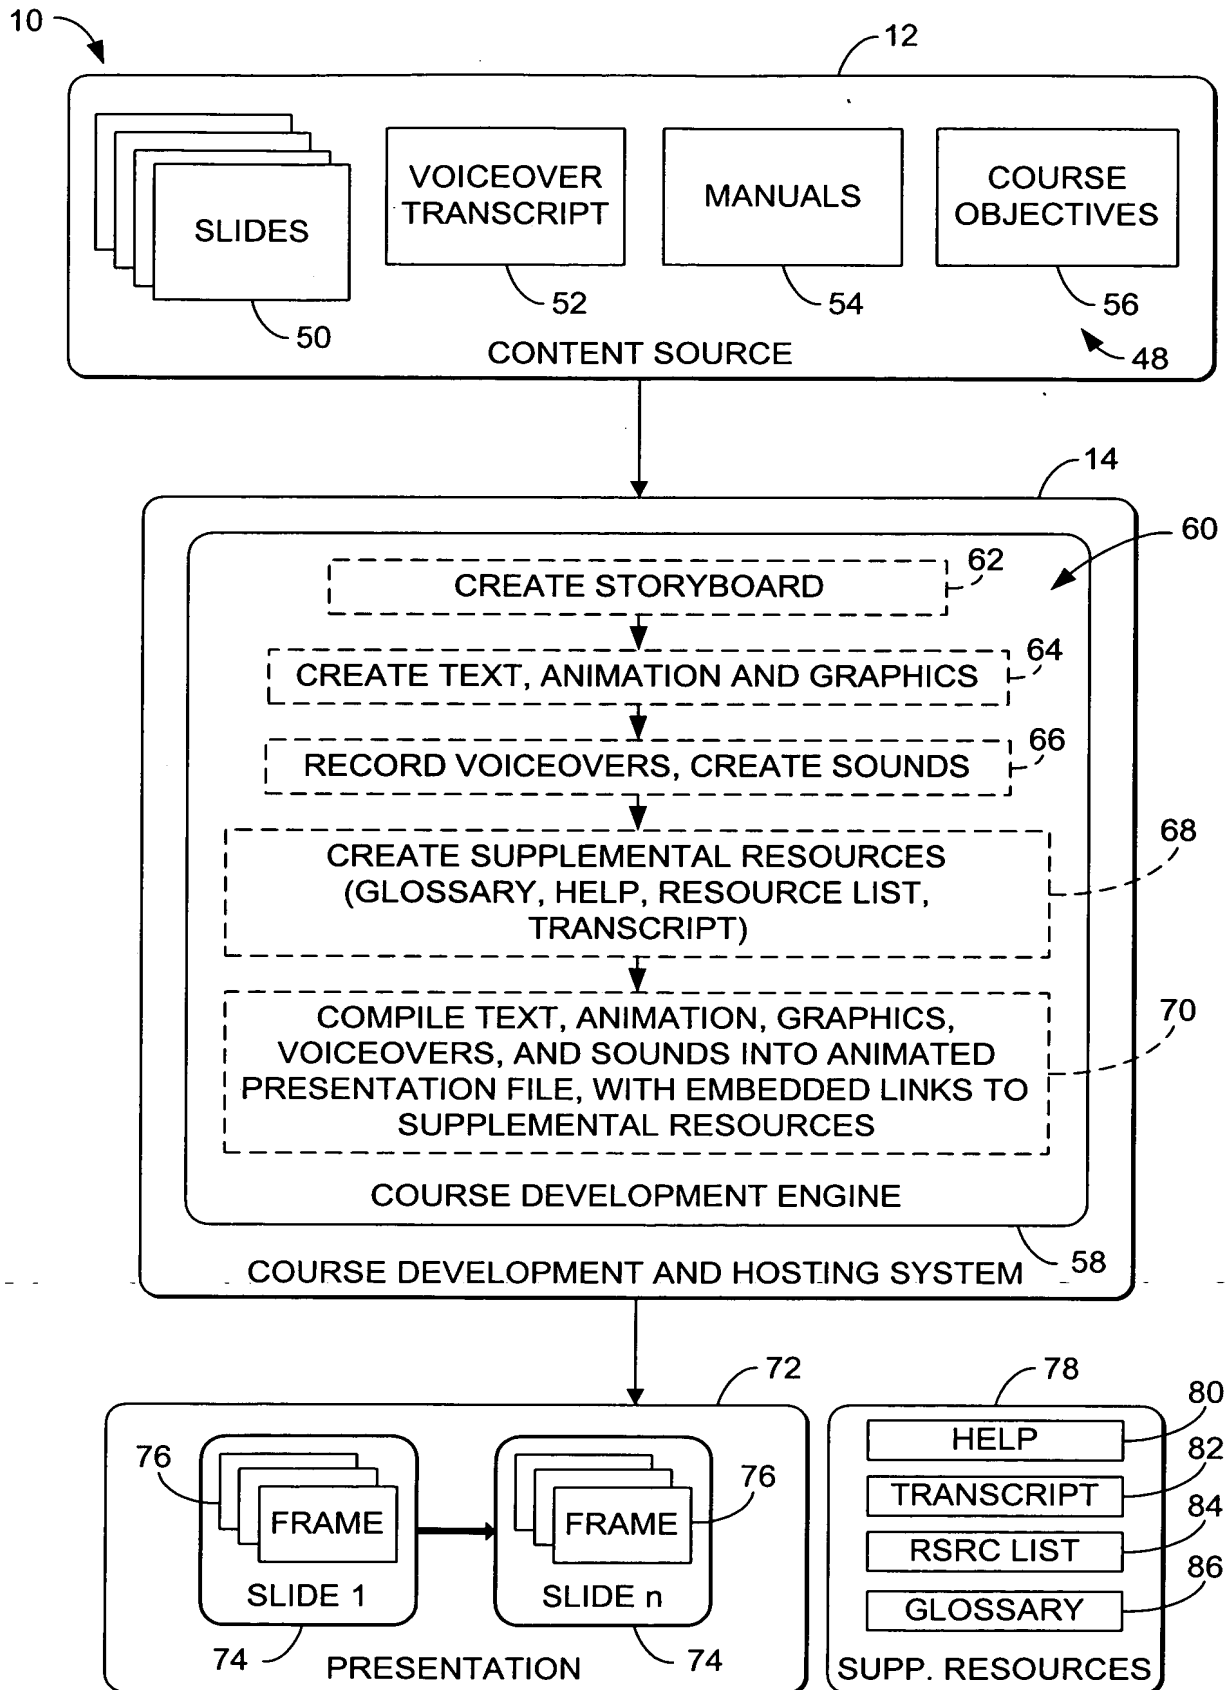 10
12
SLIDES
VOICEOVER
TRANSCRIPT
MANUALS
COURSE
OBJECTIVES
50
52
54
56
48
CONTENT SOURCE
14
60
CREATE STORYBOARD
62
CREATE TEXT, ANIMATION AND GRAPHICS
64
RECORD VOICEOVERS, CREATE SOUNDS
66
CREATE SUPPLEMENTAL RESOURCES
(GLOSSARY, HELP, RESOURCE LIST,
TRANSCRIPT)
68
COMPILE TEXT, ANIMATION, GRAPHICS,
VOICEOVERS, AND SOUNDS INTO ANIMATED
PRESENTATION FILE, WITH EMBEDDED LINKS TO
SUPPLEMENTAL RESOURCES
70
COURSE DEVELOPMENT ENGINE
58
COURSE DEVELOPMENT AND HOSTING SYSTEM
72
76
FRAME
SLIDE 1
74
76
FRAME
SLIDE n
74
PRESENTATION
78
HELP
80
TRANSCRIPT
82
RSRC LIST
84
GLOSSARY
86
SUPP. RESOURCES